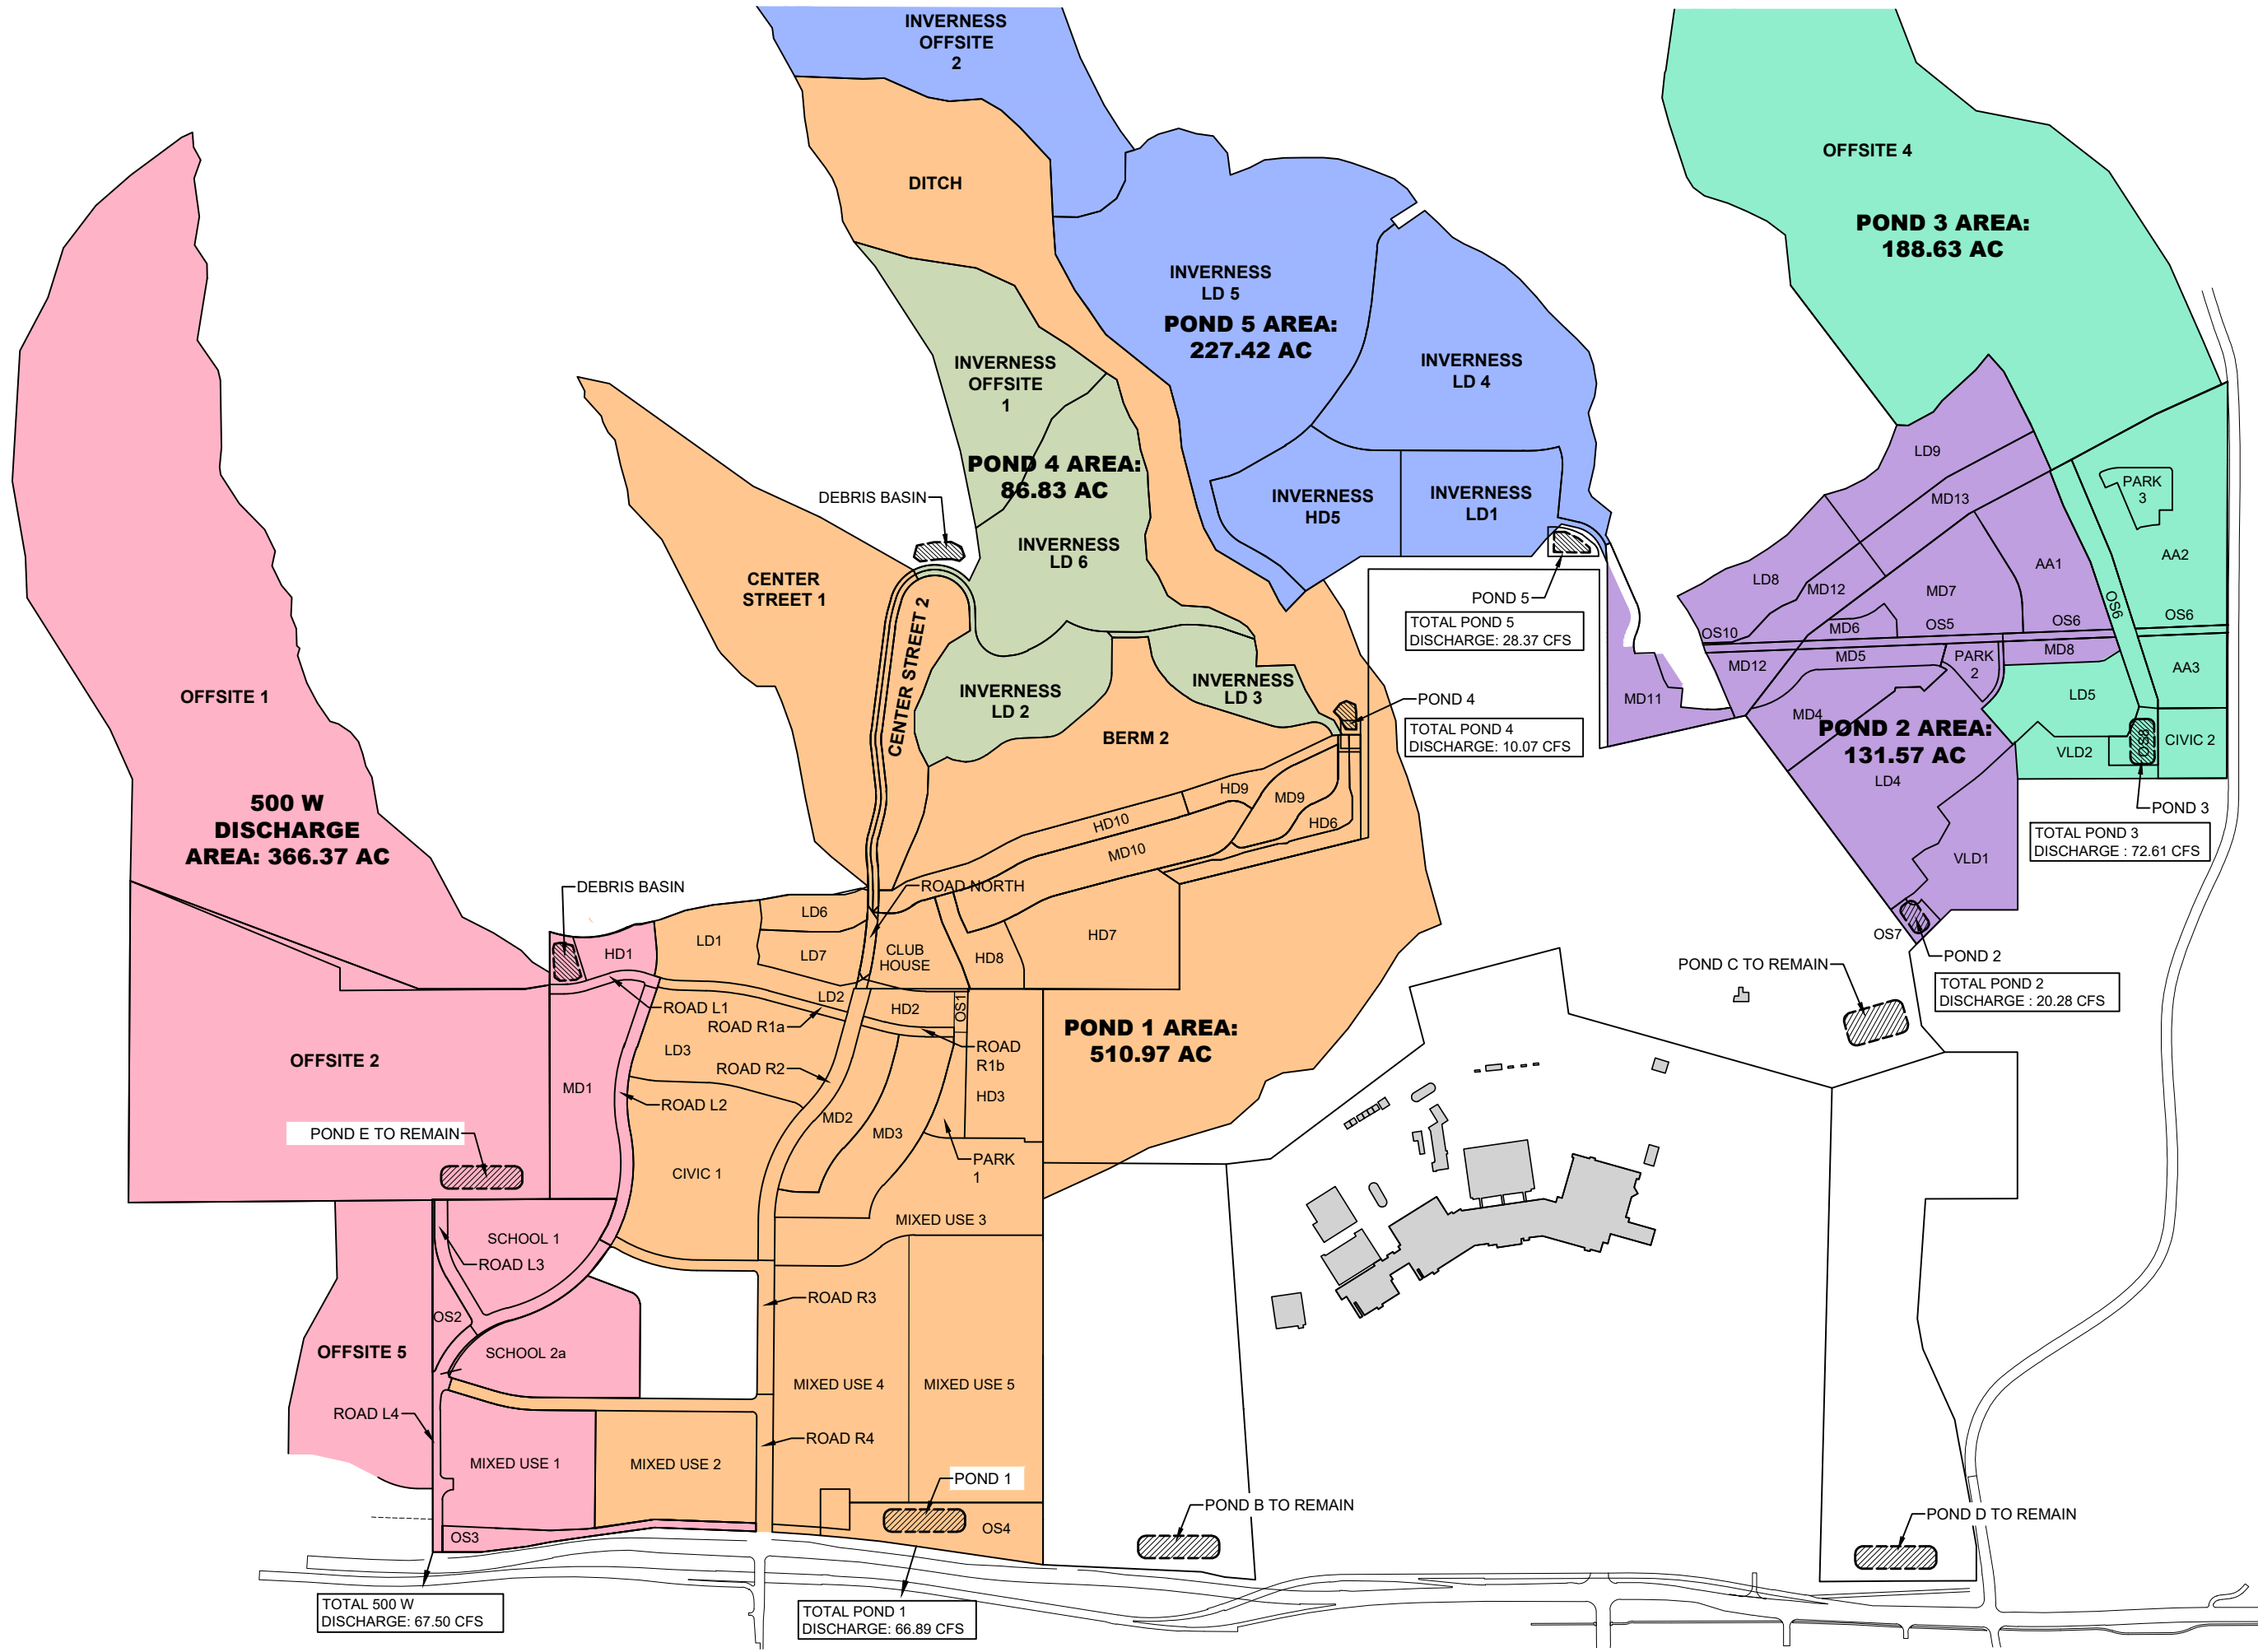 INVERNESS
OFFSITE
2
DITCH
OFFSITE 4
POND 3 AREA:
188.63 AC
INVERNESS
LD 5
POND 5 AREA:
227.42 AC
INVERNESS
LD 4
INVERNESS
OFFSITE
1
POND 4 AREA:
86.83 AC
DEBRIS BASIN
INVERNESS
HD5
INVERNESS
LD1
INVERNESS
LD 6
CENTER
STREET 1
CENTER STREET 2
POND 5
TOTAL POND 5
DISCHARGE: 28.37 CFS
LD9
MD13
PARK
3
AA2
AA1
LD8
MD12
MD7
OS6
OS10
MD6
OS5
OS6
OS6
MD12
MD5
PARK
2
MD8
AA3
LD5
MD11
MD4
POND 2 AREA:
131.57 AC
LD4
VLD2
OS8
CIVIC 2
POND 3
TOTAL POND 3
DISCHARGE : 72.61 CFS
VLD1
OS7
POND 2
TOTAL POND 2
DISCHARGE : 20.28 CFS
POND C TO REMAIN
OFFSITE 1
INVERNESS
LD 2
INVERNESS
LD 3
POND 4
TOTAL POND 4
DISCHARGE: 10.07 CFS
BERM 2
HD9
MD9
HD10
HD6
MD10
500 W
DISCHARGE
AREA: 366.37 AC
DEBRIS BASIN
ROAD NORTH
LD6
LD1
LD7
CLUB
HOUSE
HD8
HD7
HD1
ROAD L1
LD2
HD2
OS1
ROAD R1a
POND 1 AREA:
510.97 AC
ROAD
R1b
LD3
ROAD R2
OFFSITE 2
MD1
ROAD L2
MD2
MD3
HD3
POND E TO REMAIN
CIVIC 1
PARK
1
MIXED USE 3
SCHOOL 1
ROAD L3
ROAD R3
OS2
OFFSITE 5
SCHOOL 2a
MIXED USE 4
MIXED USE 5
ROAD L4
ROAD R4
MIXED USE 1
MIXED USE 2
POND 1
OS3
OS4
POND B TO REMAIN
POND D TO REMAIN
TOTAL 500 W
DISCHARGE: 67.50 CFS
TOTAL POND 1
DISCHARGE: 66.89 CFS